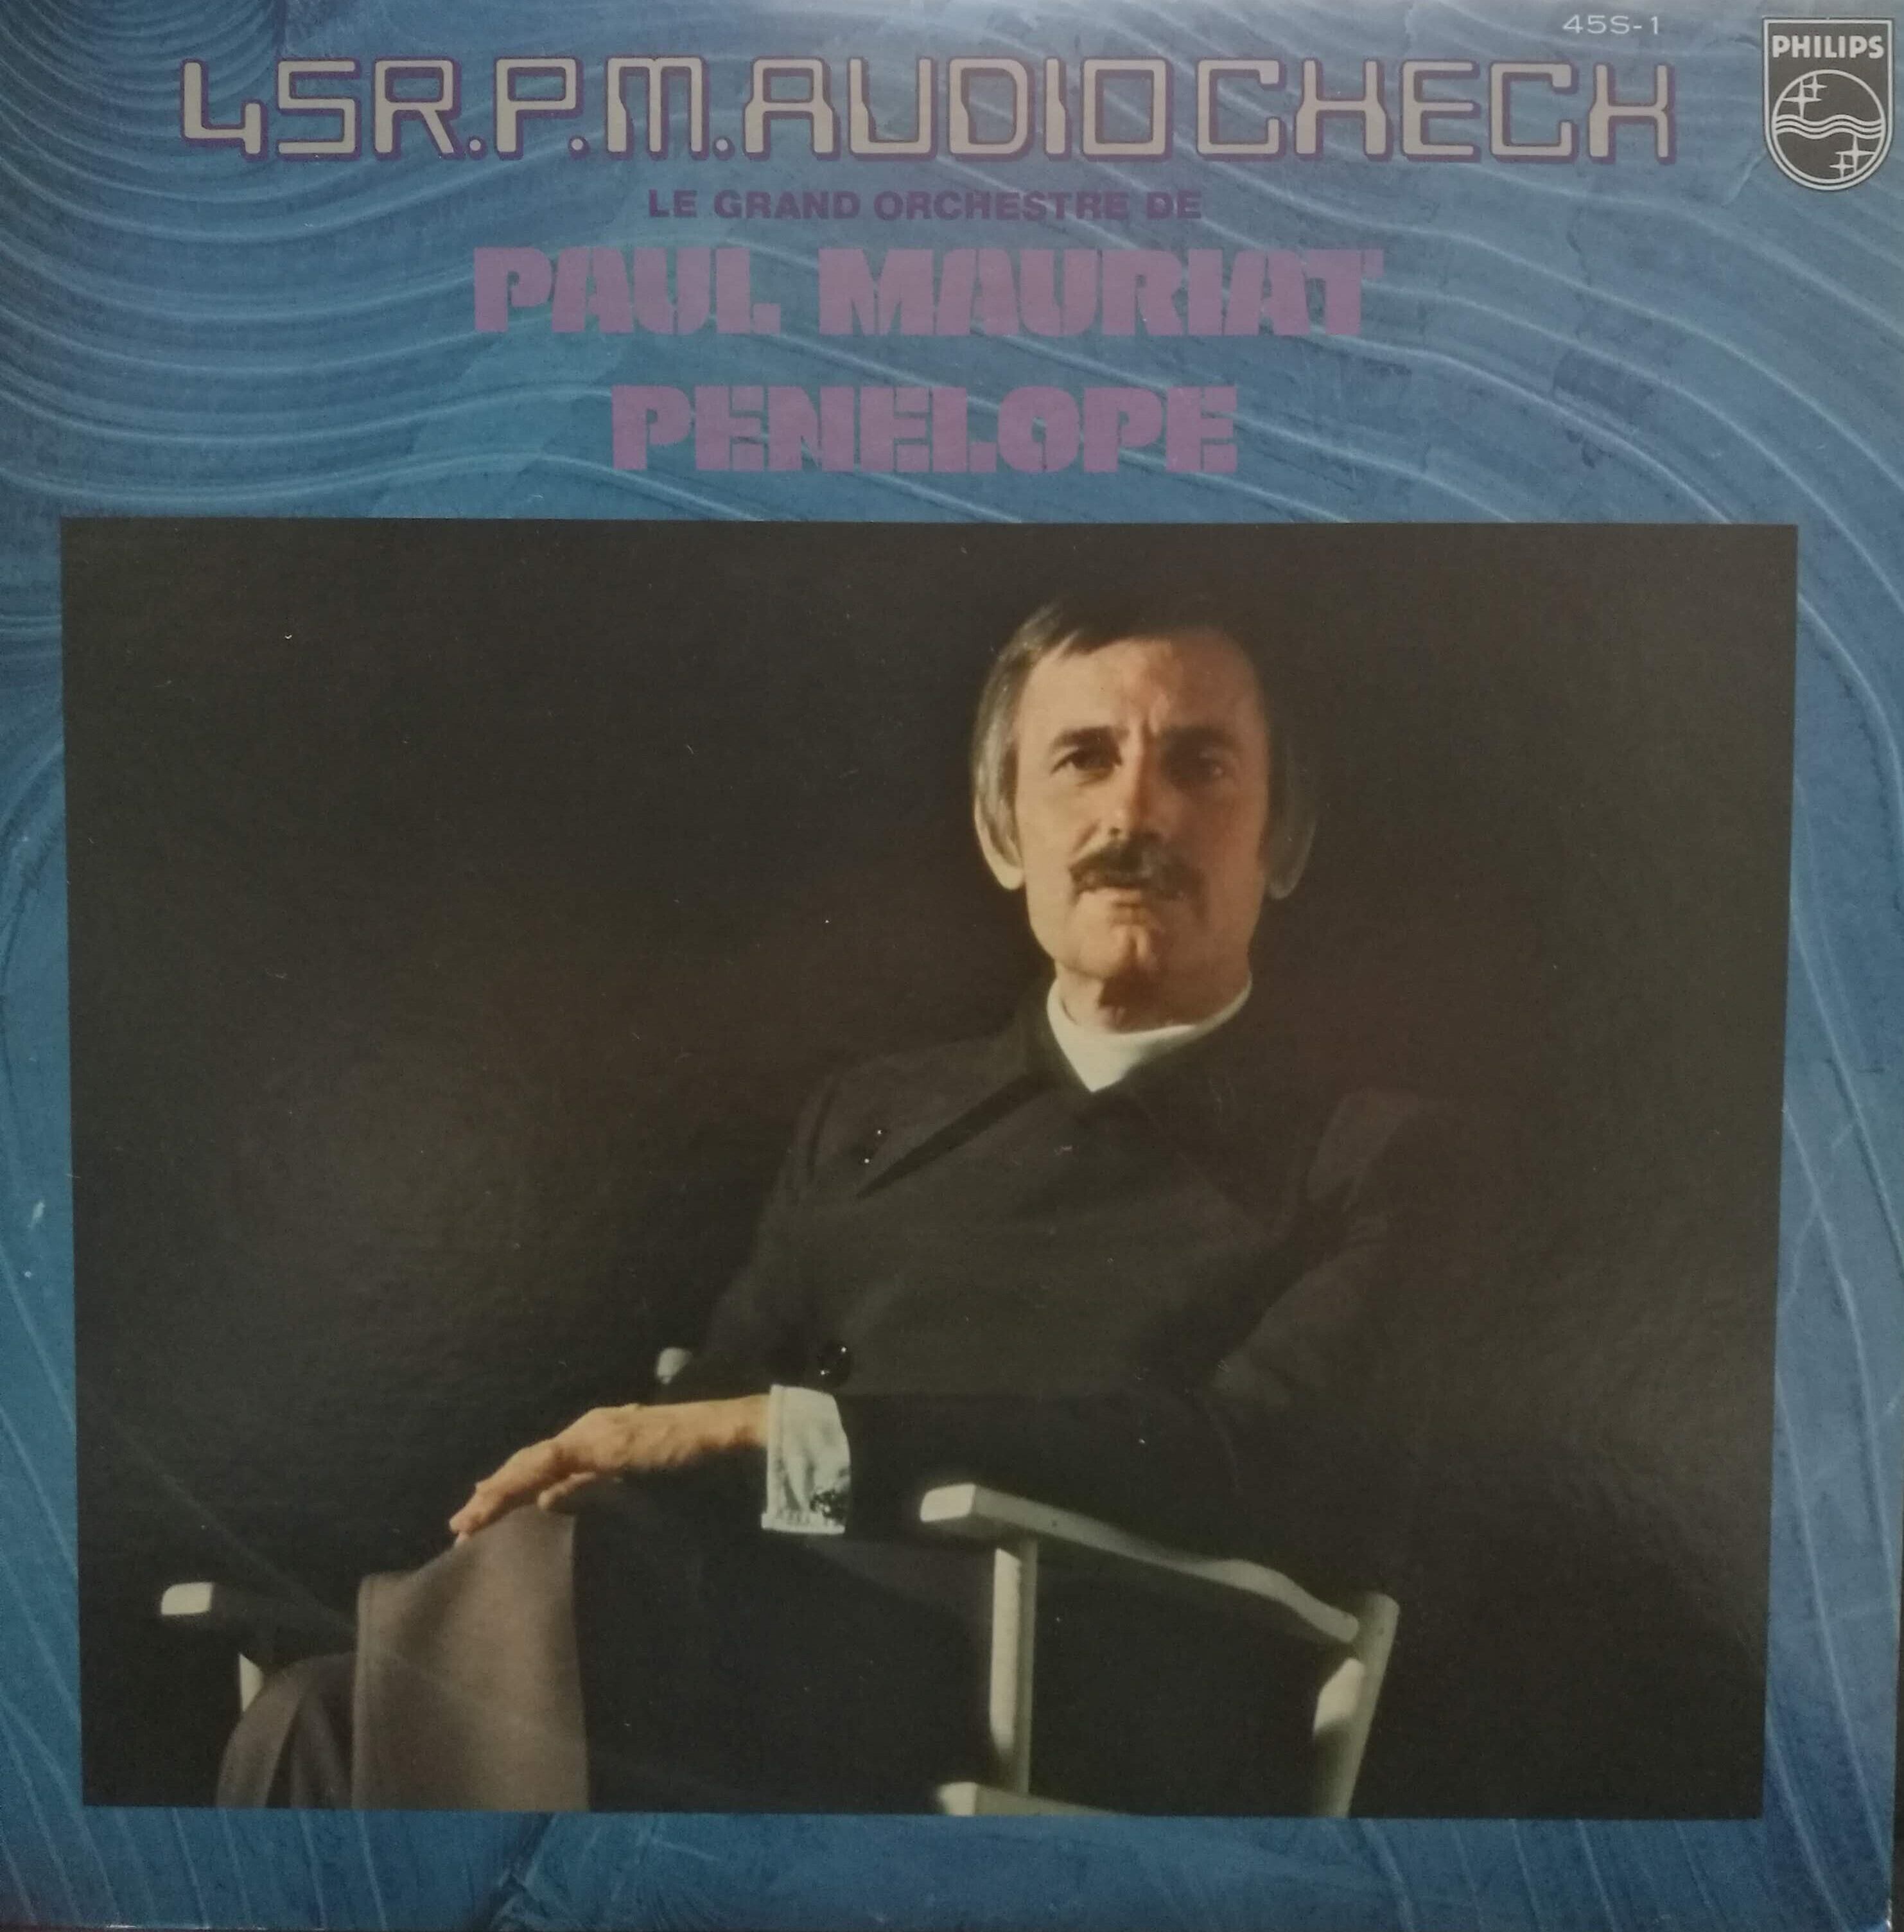 45S-1
PHILIPS
45R.P.M.AUDIO CHECK
LE GRAND ORCHESTRE DE
PAUL MAURIAT
PENELOPE